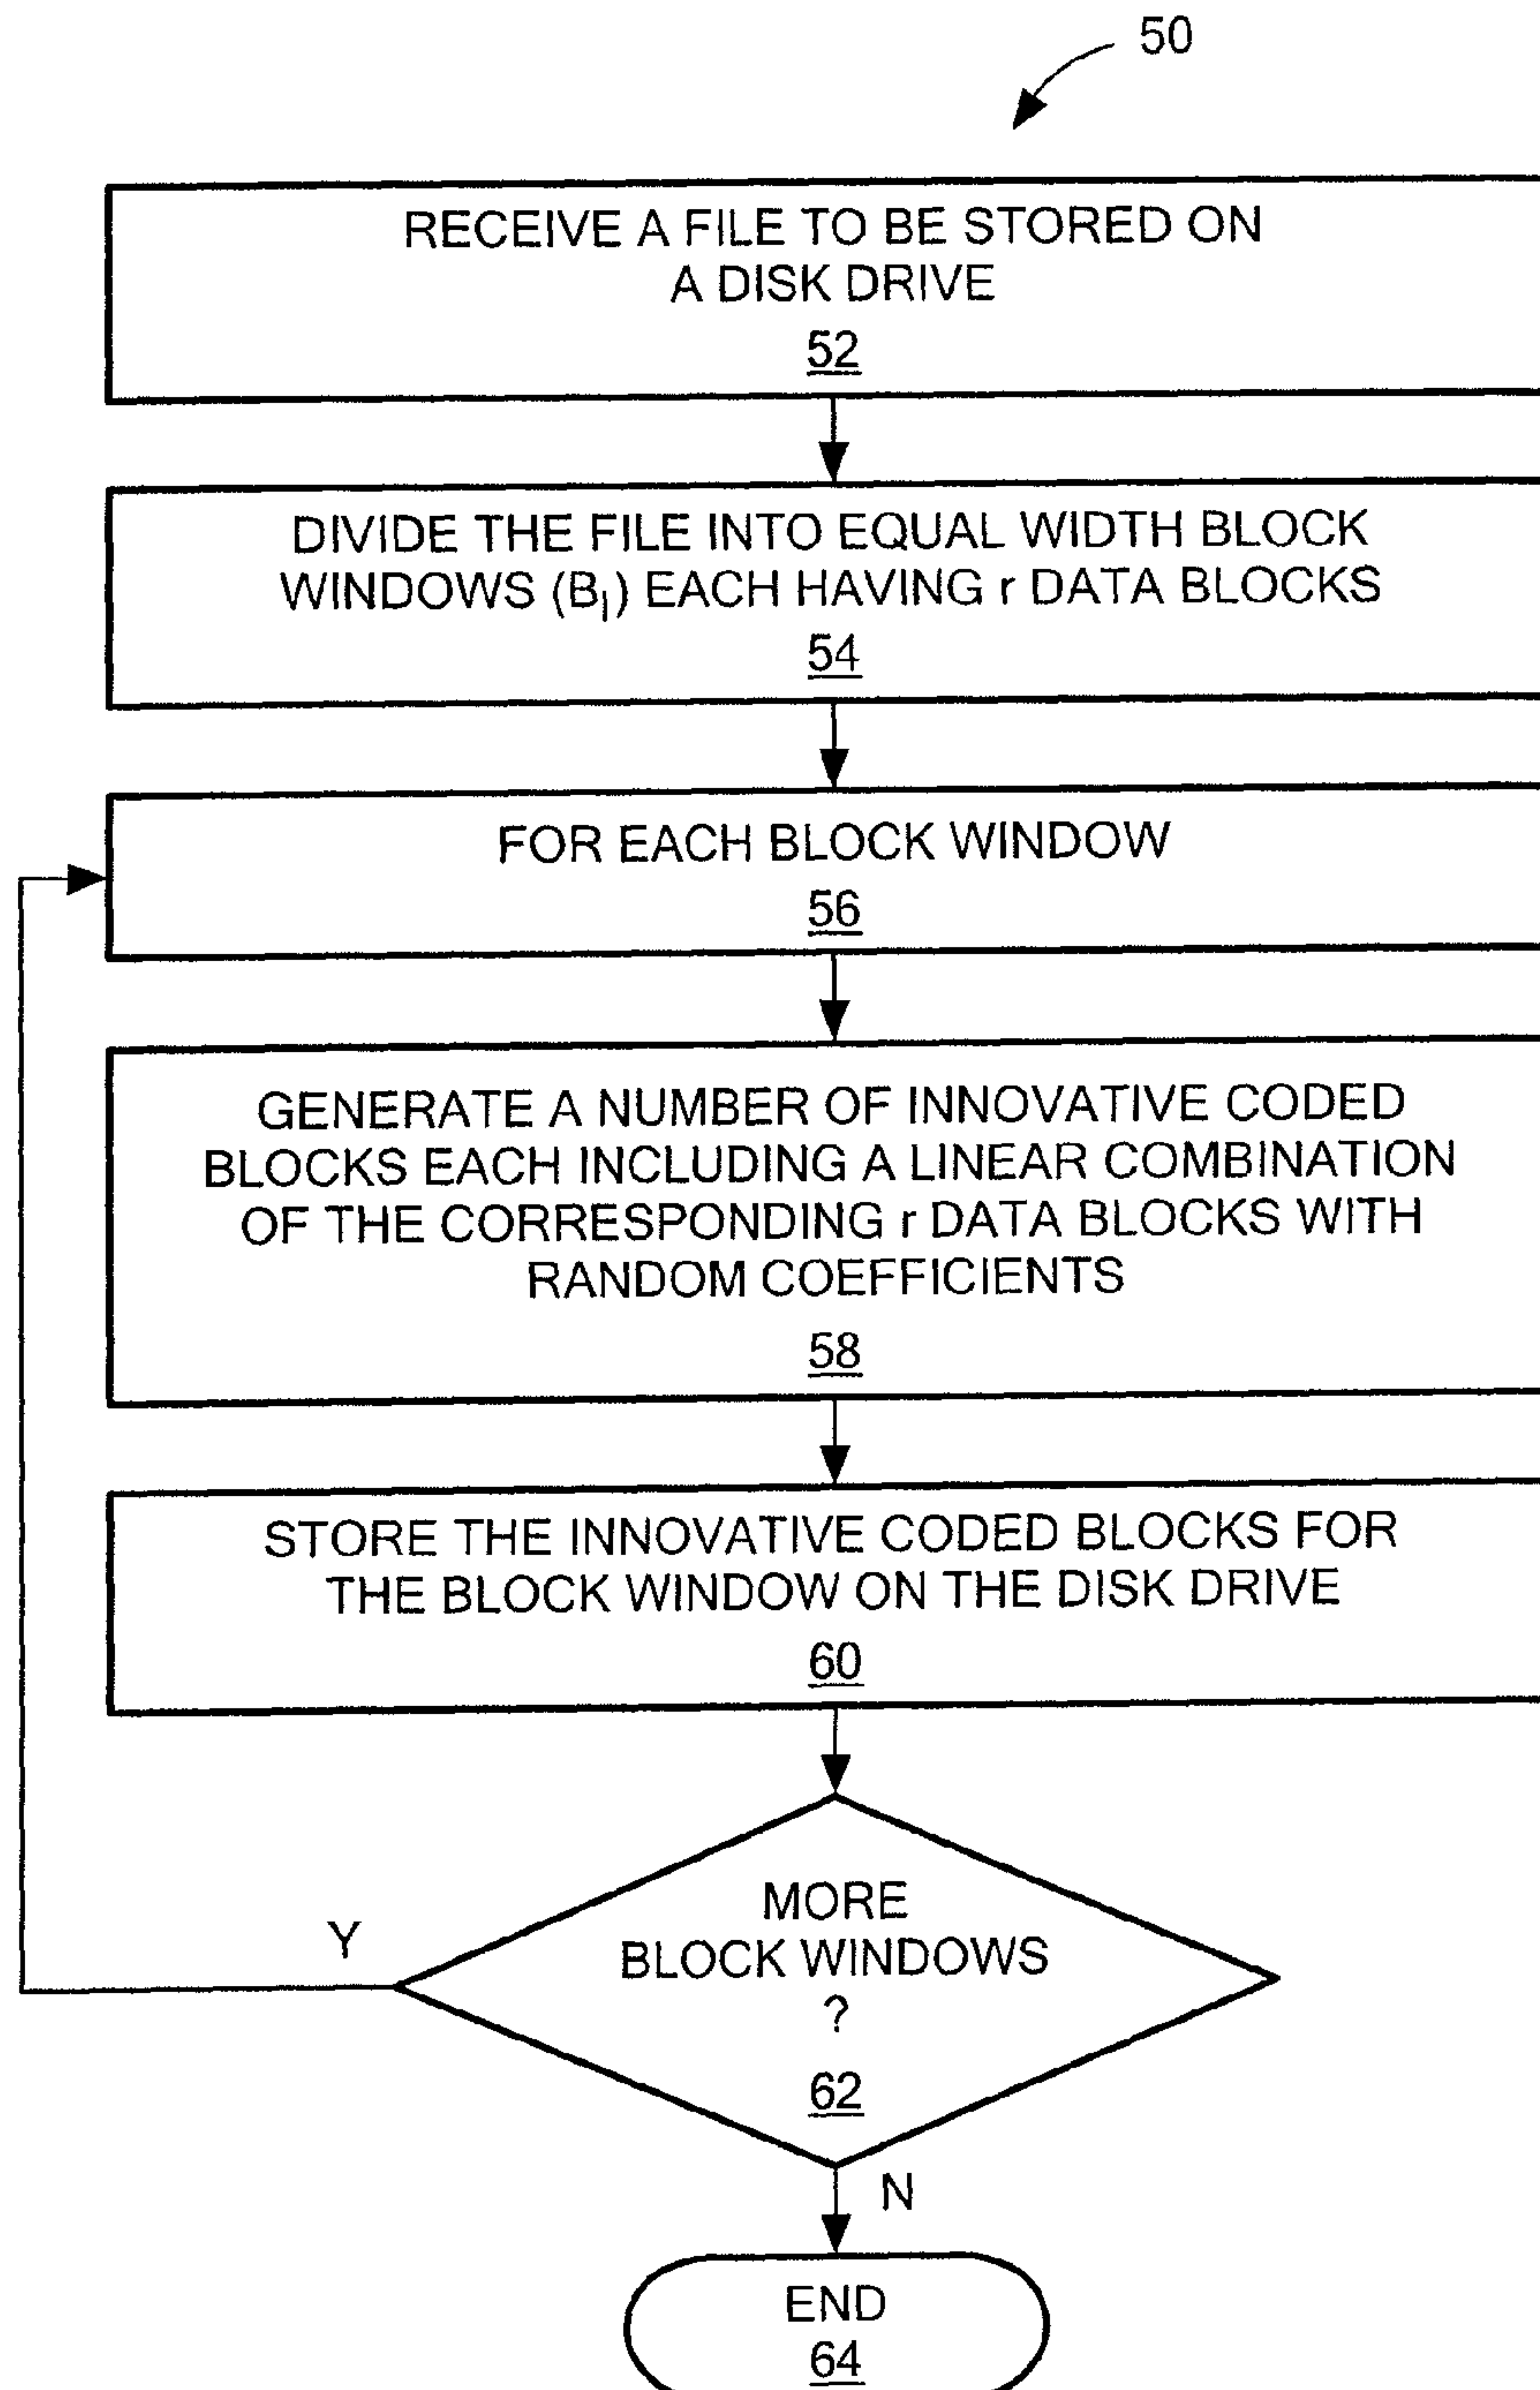 50
RECEIVE A FILE TO BE STORED ON
A DISK DRIVE
52
DIVIDE THE FILE INTO EQUAL WIDTH BLOCK
WINDOWS (B_I) EACH HAVING r DATA BLOCKS
54
FOR EACH BLOCK WINDOW
56
GENERATE A NUMBER OF INNOVATIVE CODED
BLOCKS EACH INCLUDING A LINEAR COMBINATION
OF THE CORRESPONDING r DATA BLOCKS WITH
RANDOM COEFFICIENTS
58
STORE THE INNOVATIVE CODED BLOCKS FOR
THE BLOCK WINDOW ON THE DISK DRIVE
60
MORE
BLOCK WINDOWS
?
62
Y
N
END
64